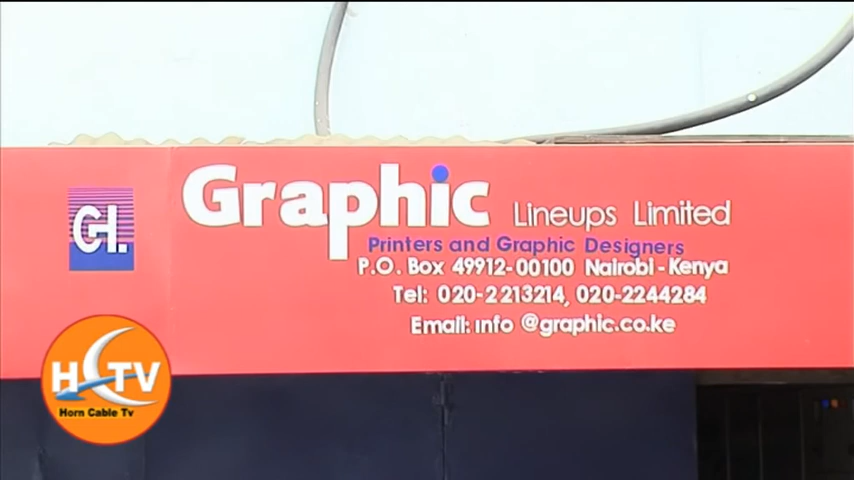 Graphic Lineups Limited
GH.
Printers and Graphic Designers
P.O. Box 49912-00100 Nairobi - Kenya
Tel: 020-2213214, 020-2244284
Email: info @graphic.co.ke
HCTV
Horn Cable Tv